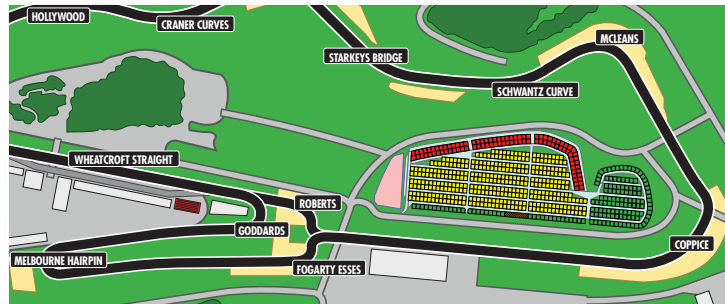 HOLLYWOOD
CRANER CURVES
STARKEYS BRIDGE
MCLEANS
SCHWANTZ CURVE
WHEATCROFT STRAIGHT
ROBERTS
GODDARDS
MELBOURNE HAIRPIN
FOGARTY ESSES
COPPICE